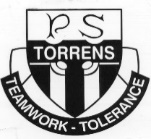 PS
TORRENS
TEAMWORK - TOLERANCE